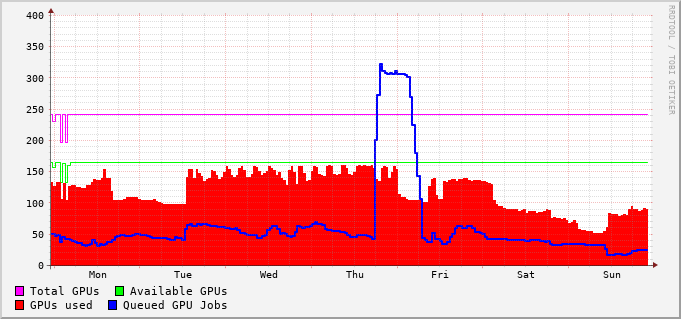 400
350
300
250
200
150
100
50
0
Mon Tue Wed Thu Fri Sat Sun
Total GPUs Available GPUs
GPUs used Queued GPU Jobs
RRDTOOL / TOBI OETIKER